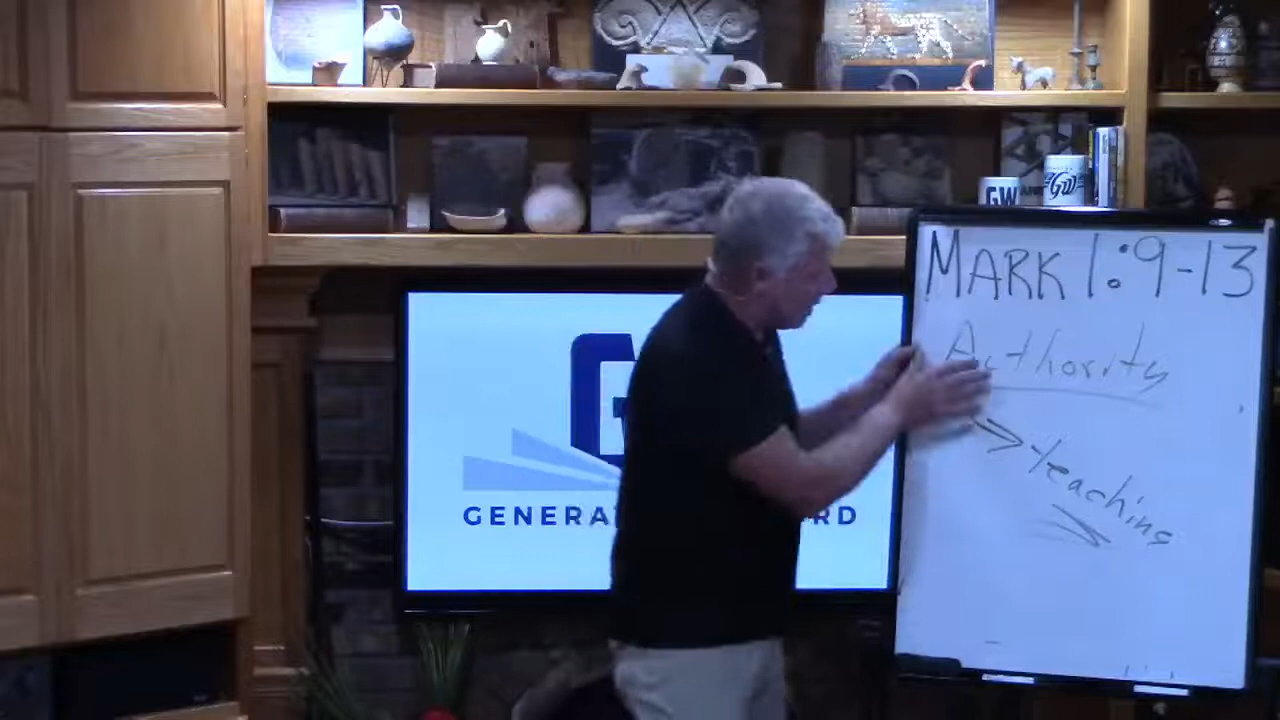 GW
GW
MARK 1:9-13
Authority
teaching
G
GENERA RD